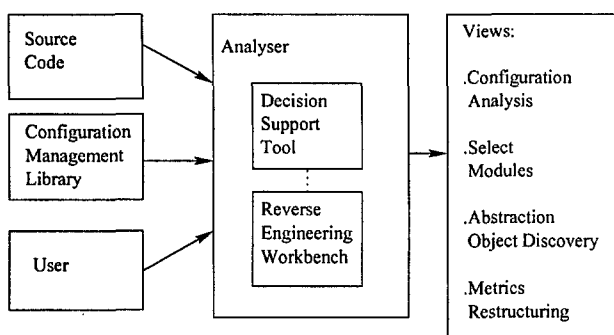 Source
Code
Configuration
Management
Library
User
Analyser
Decision
Support
Tool
Reverse
Engineering
Workbench
Views:
.Configuration
Analysis
.Select
Modules
.Abstraction
Object Discovery
.Metrics
Restructuring